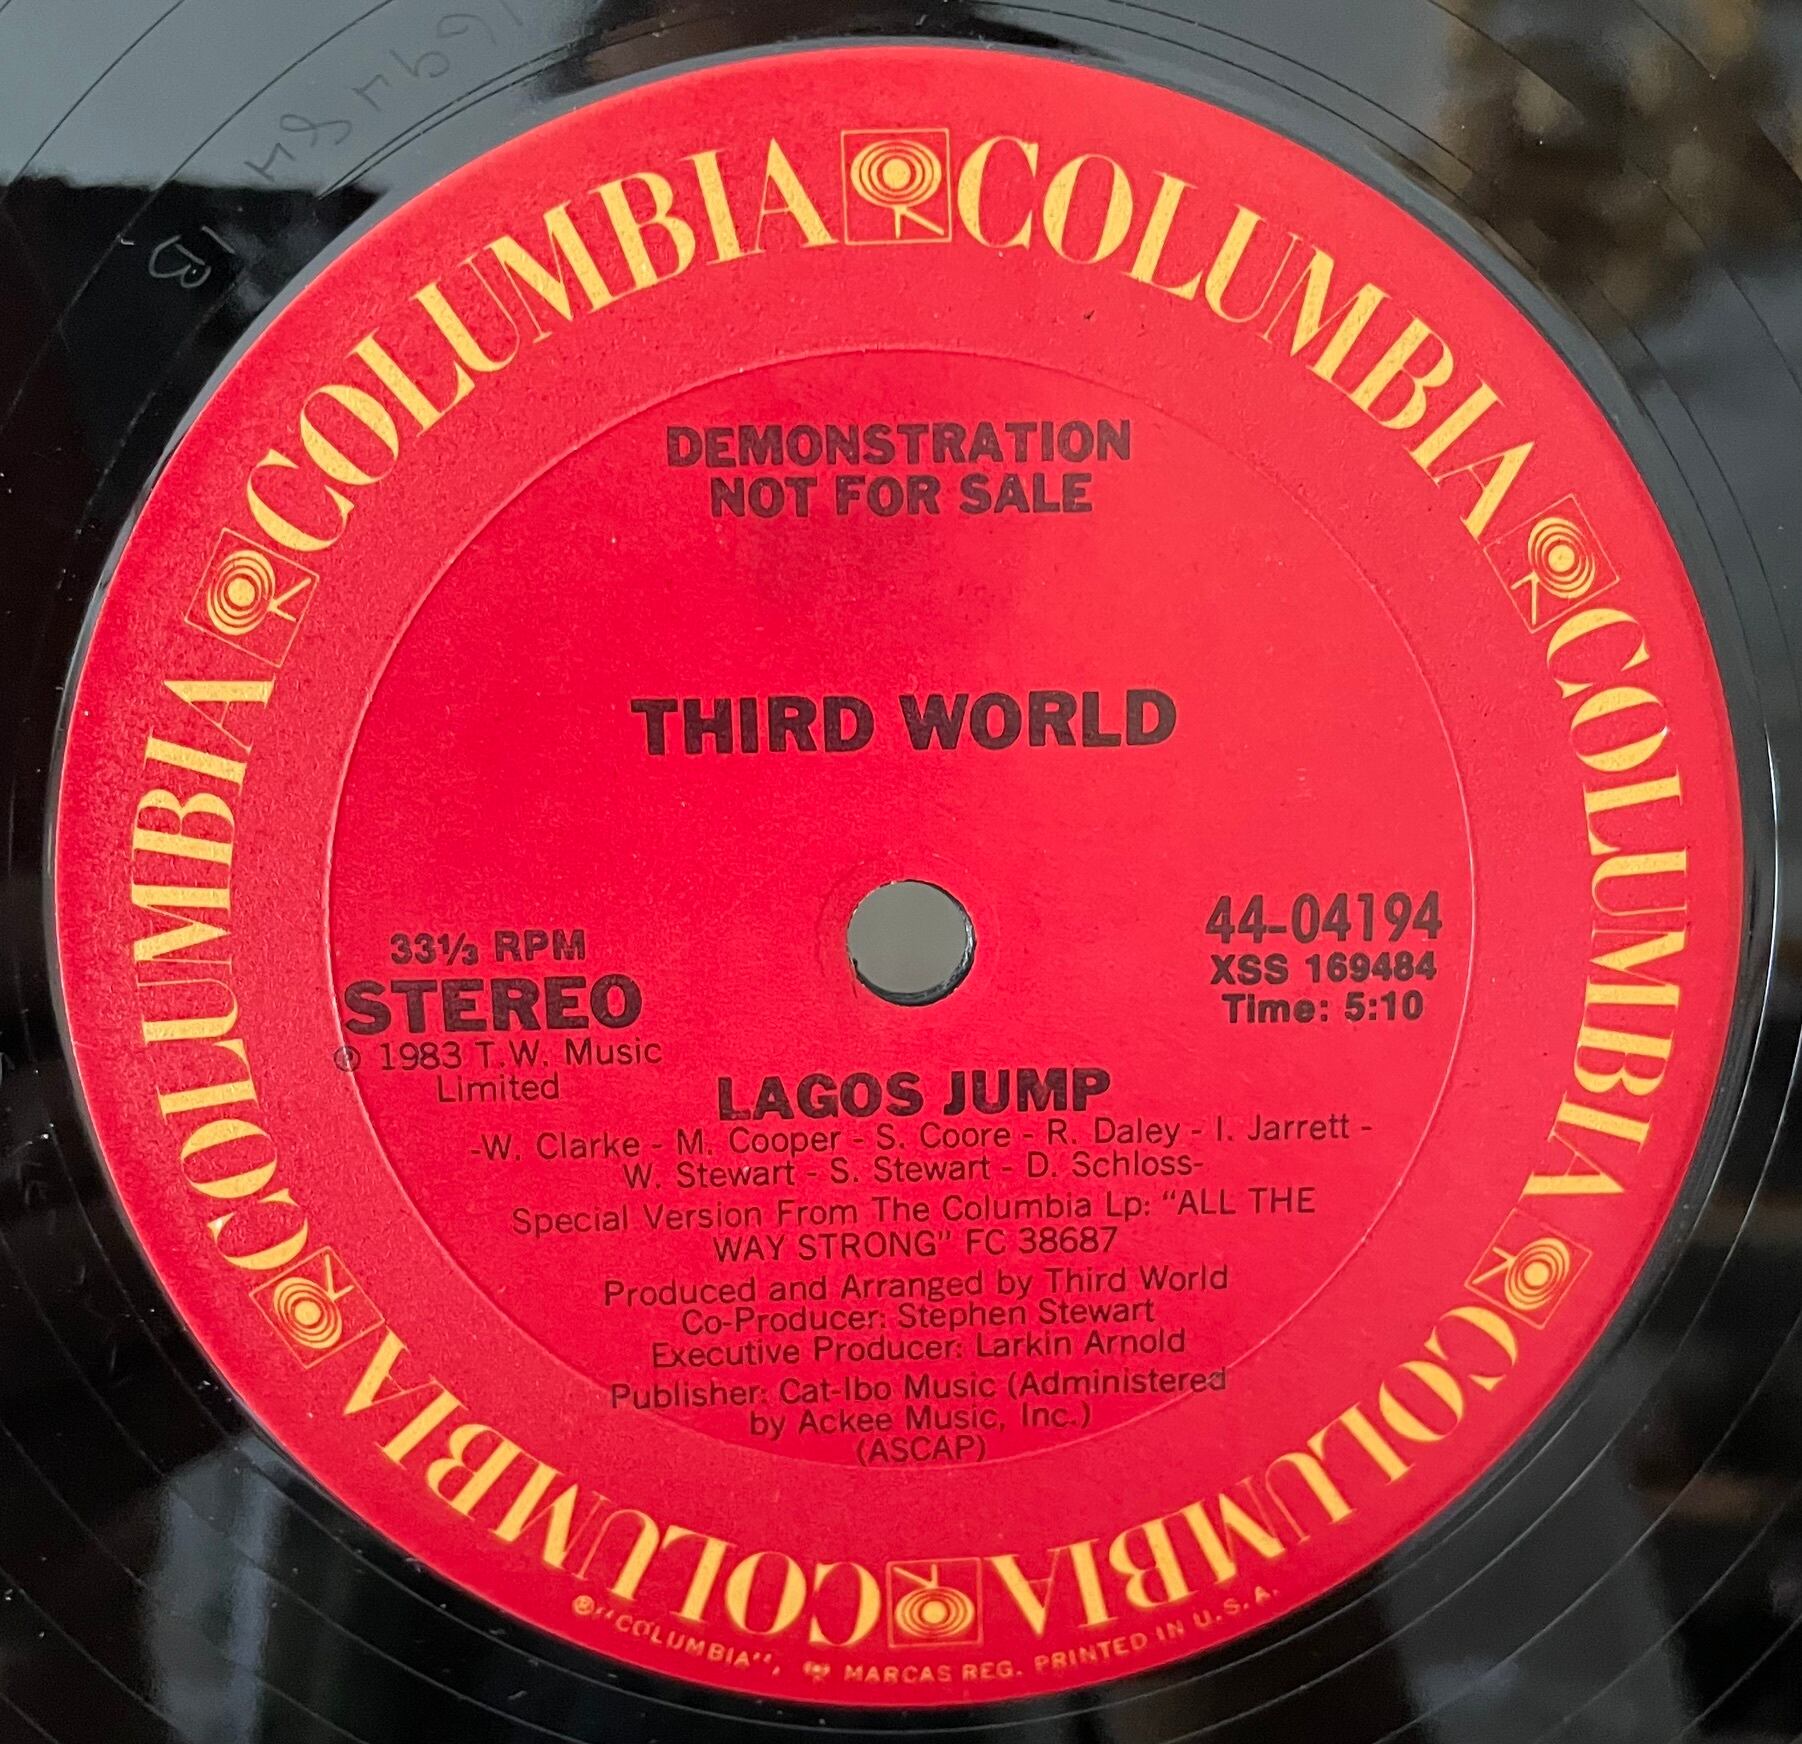 COLUMBIA COLUMBIA COLUMBIA COLUMBIA COLUMBIA COLUMBIA
DEMONSTRATION
NOT FOR SALE
THIRD WORLD
33⅓ RPM
STEREO
℗ 1983 T.W. Music
Limited
44-04194
XSS 169484
Time: 5:10
LAGOS JUMP
-W. Clarke - M. Cooper - S. Coore - R. Daley - I. Jarrett -
W. Stewart - S. Stewart - D. Schloss-
Special Version From The Columbia Lp: "ALL THE
WAY STRONG" FC 38687
Produced and Arranged by Third World
Co-Producer: Stephen Stewart
Executive Producer: Larkin Arnold
Publisher: Cat-Ibo Music (Administered
by Ackee Music, Inc.)
(ASCAP)
®"COLUMBIA", MARCAS REG. PRINTED IN U.S.A.